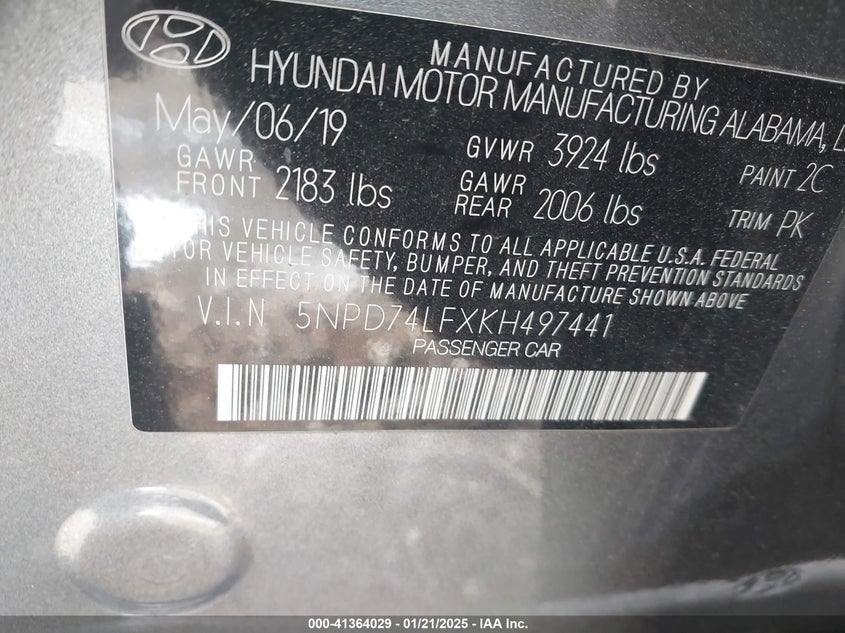 MANUFACTURED BY
HYUNDAI MOTOR MANUFACTURING ALABAMA,
May/06/19 GVWR 3924 lbs PAINT 2C
GAWR FRONT 2183 lbs GAWR REAR 2006 lbs TRIM PK
THIS VEHICLE CONFORMS TO ALL APPLICABLE U.S.A. FEDERAL
MOTOR VEHICLE SAFETY, BUMPER, AND THEFT PREVENTION STANDARDS
IN EFFECT ON THE DATE OF MANUFACTURE SHOWN ABOVE
V.I.N 5NPD74LFXKH497441
PASSENGER CAR
000-41364029 — 01/21/2025 — IAA Inc.